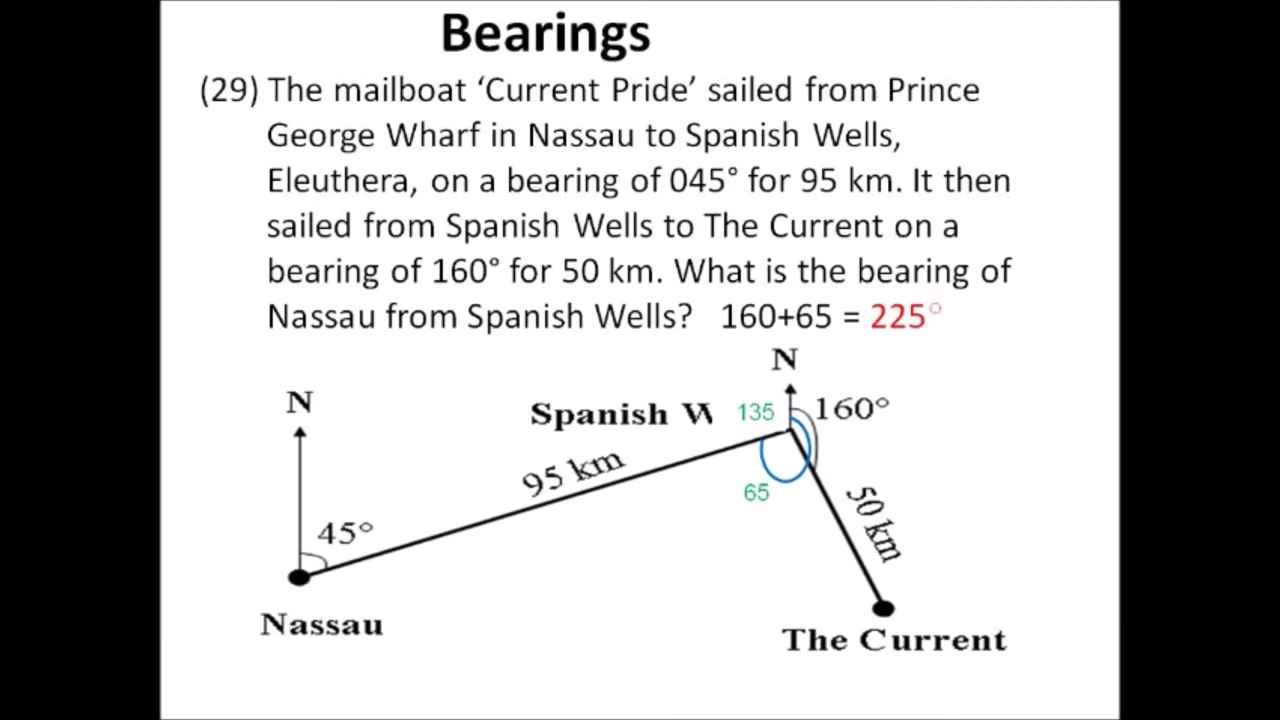 Bearings
(29) The mailboat ‘Current Pride’ sailed from Prince
George Wharf in Nassau to Spanish Wells,
Eleuthera, on a bearing of 045° for 95 km. It then
sailed from Spanish Wells to The Current on a
bearing of 160° for 50 km. What is the bearing of
Nassau from Spanish Wells? 160+65 = 225°
N
N
Spanish W
135
160°
95 km
65
50 km
45°
Nassau
The Current